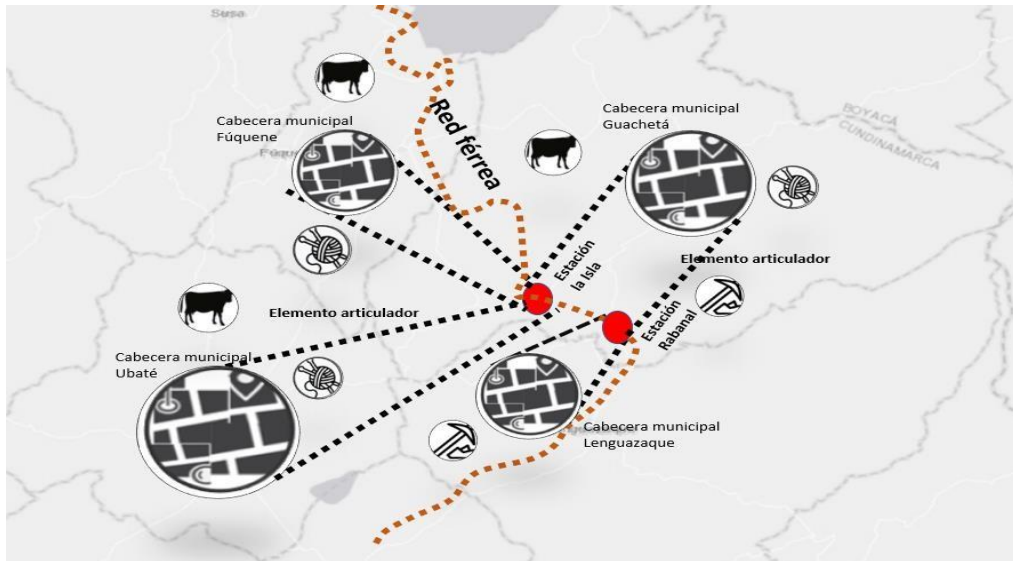 Susa
Cabecera municipal
Fúquene
Red férrea
Cabecera municipal
Guachetá
BOYACÁ
CUNDINAMARCA
Estación
la Isla
Elemento articulador
Elemento articulador
Estación
Rabanal
Cabecera municipal
Ubaté
Cabecera municipal
Lenguazaque